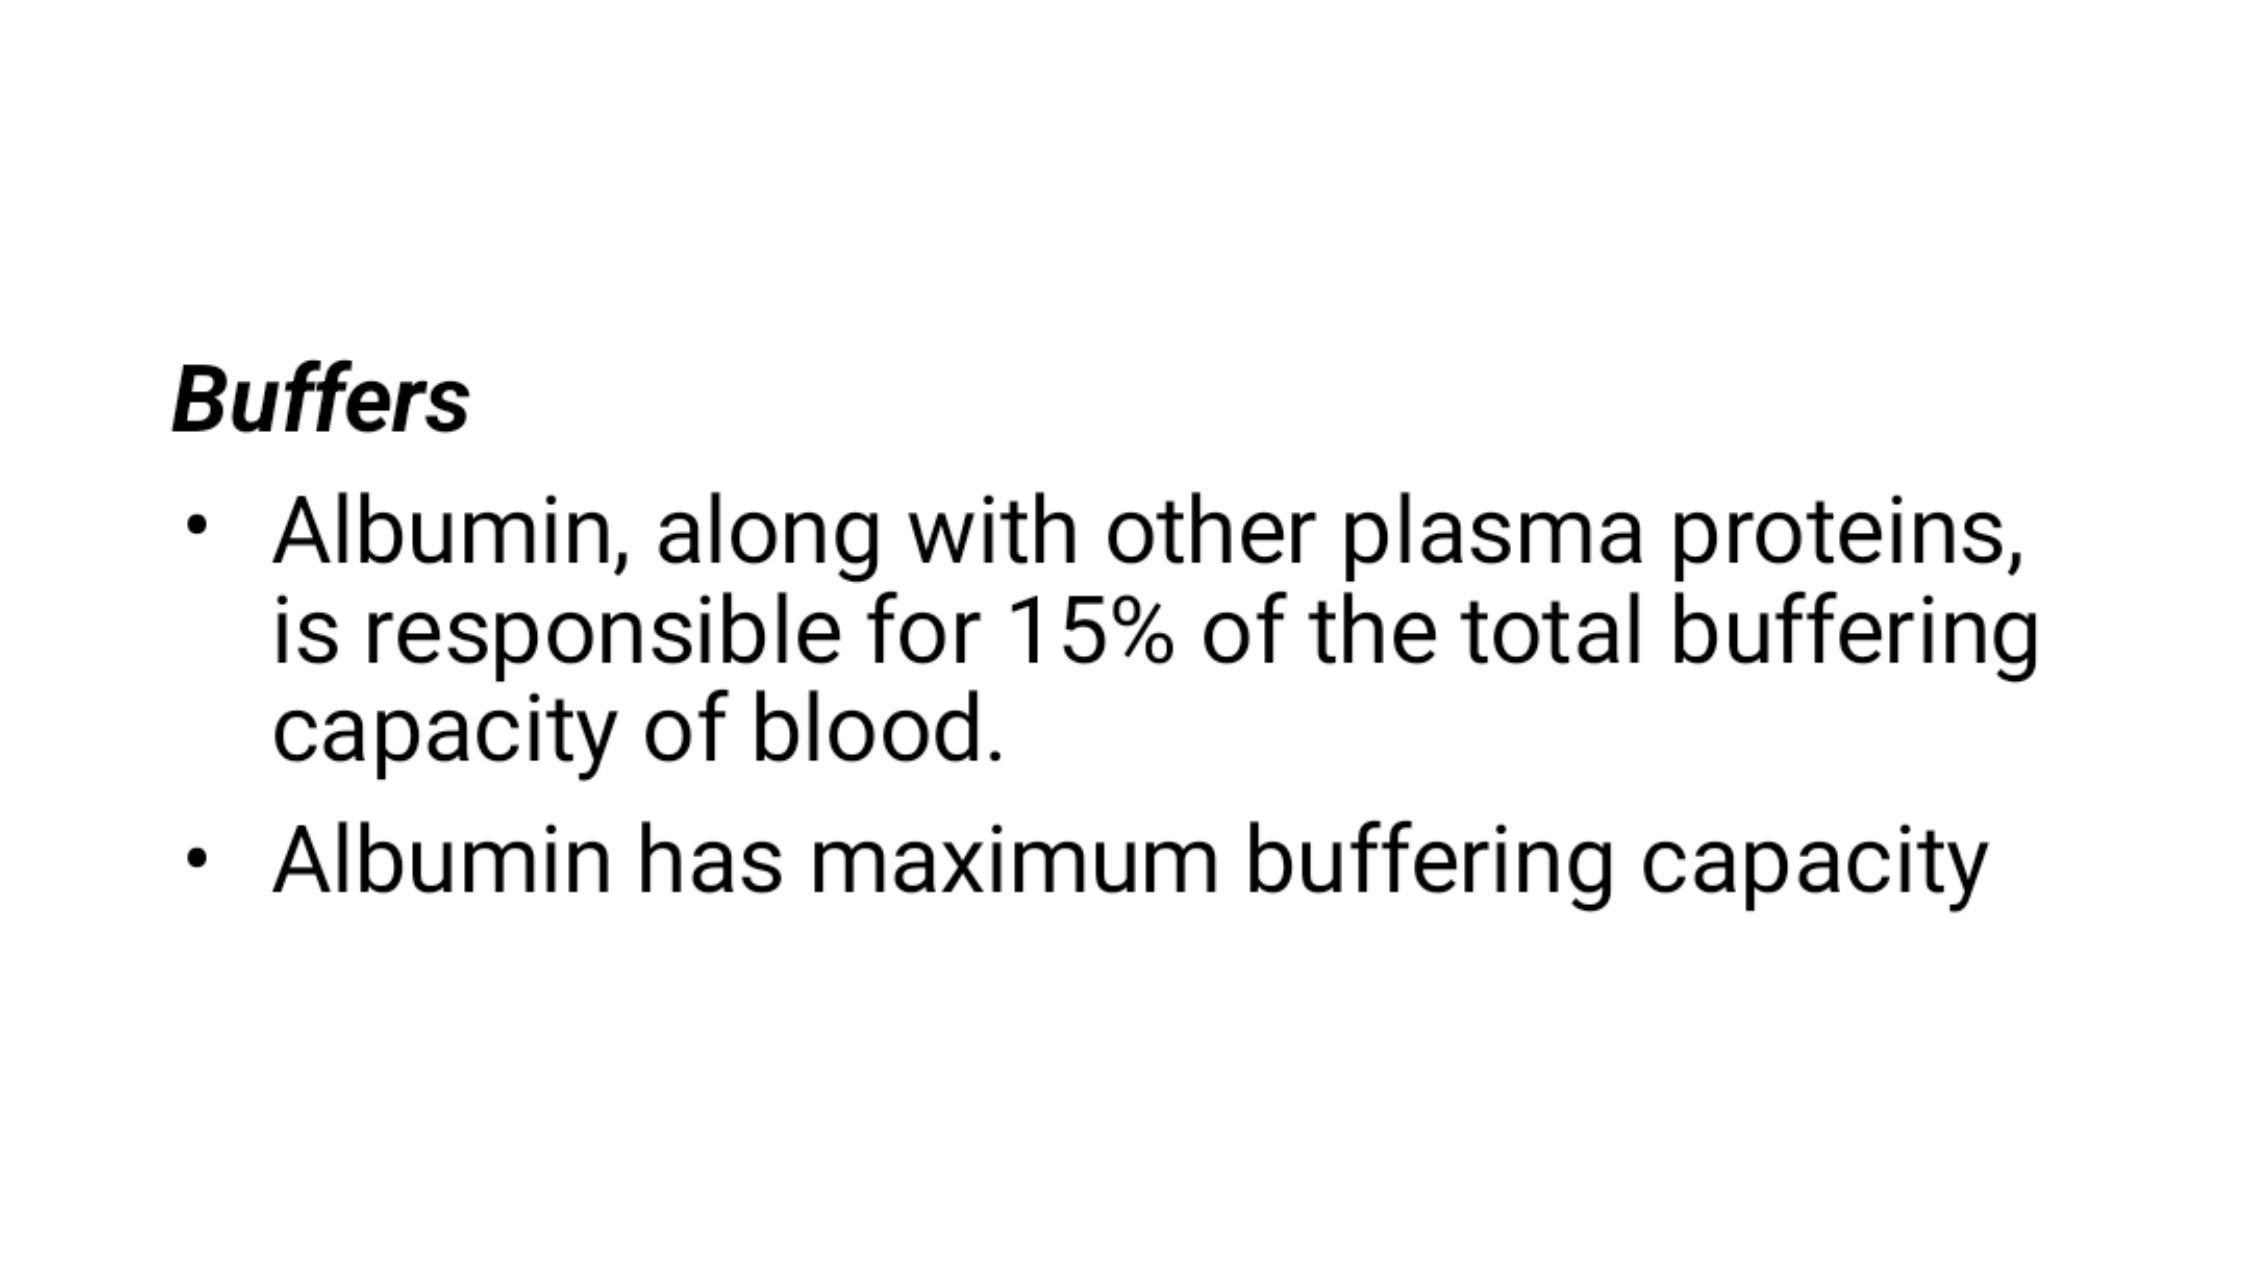 Buffers
• Albumin, along with other plasma proteins,
is responsible for 15% of the total buffering
capacity of blood.
• Albumin has maximum buffering capacity